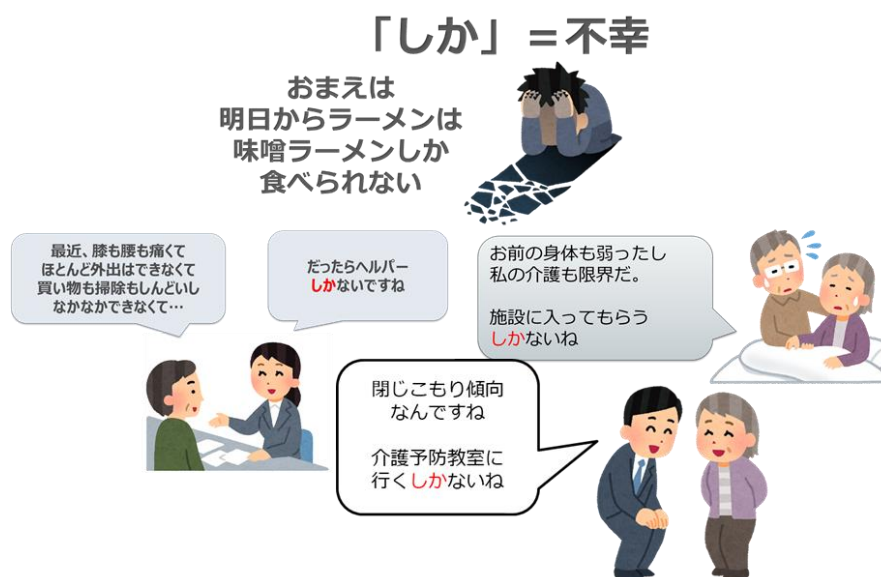 「しか」＝不幸
おまえは
明日からラーメンは
味噌ラーメンしか
食べられない
最近、膝も腰も痛くて
ほとんど外出はできなくて
買い物も掃除もしんどいし
なかなかできなくて…
だったらヘルパー
しかないですね
お前の身体も弱ったし
私の介護も限界だ。
施設に入ってもらう
しかないね
閉じこもり傾向
なんですね
介護予防教室に
行くしかないね